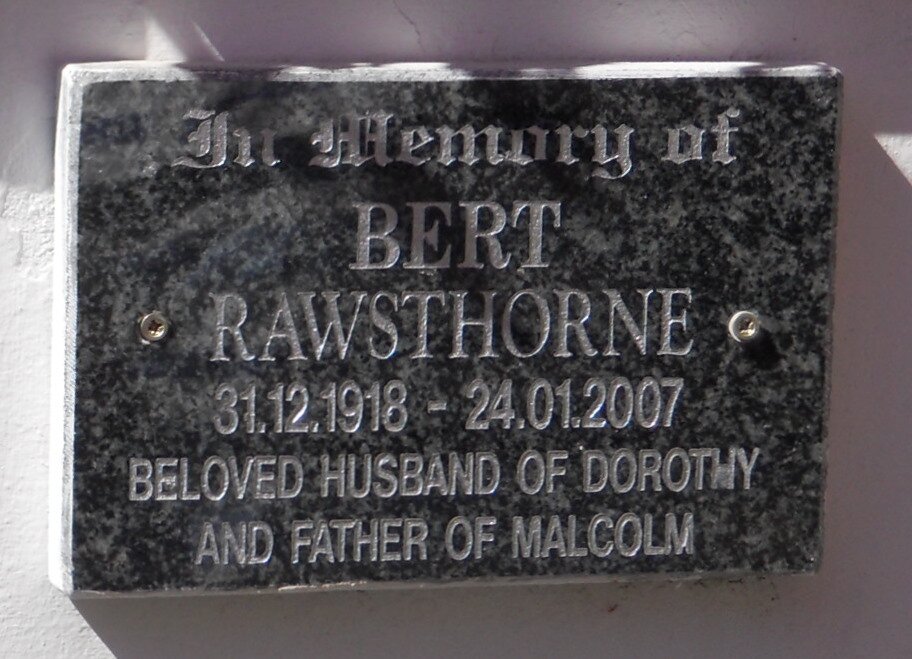 In Memory of
BERT
RAWSTHORNE
31.12.1918 - 24.01.2007
BELOVED HUSBAND OF DOROTHY
AND FATHER OF MALCOLM